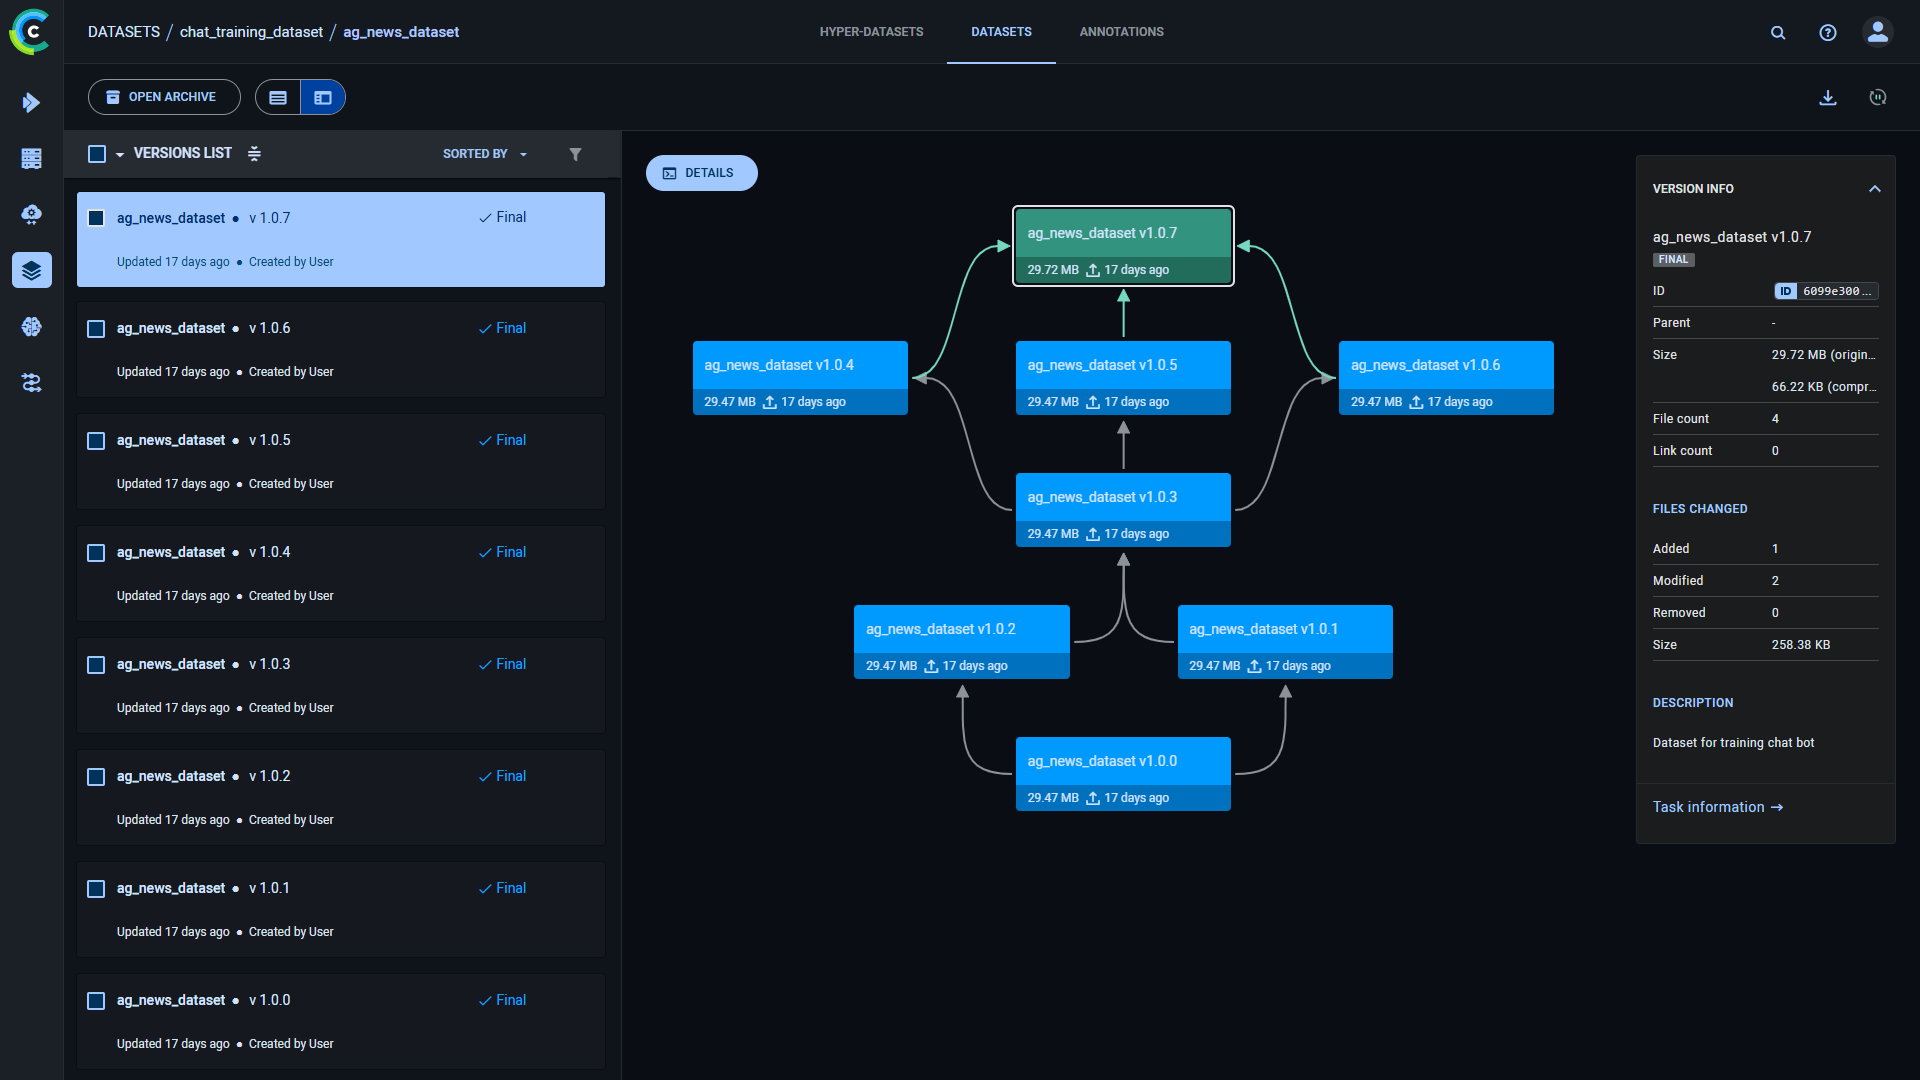 DATASETS / chat_training_dataset / ag_news_dataset
HYPER-DATASETS
DATASETS
ANNOTATIONS
OPEN ARCHIVE
VERSIONS LIST
SORTED BY
ag_news_dataset ● v 1.0.7
Final
Updated 17 days ago ● Created by User
ag_news_dataset ● v 1.0.6
Final
Updated 17 days ago ● Created by User
ag_news_dataset ● v 1.0.5
Final
Updated 17 days ago ● Created by User
ag_news_dataset ● v 1.0.4
Final
Updated 17 days ago ● Created by User
ag_news_dataset ● v 1.0.3
Final
Updated 17 days ago ● Created by User
ag_news_dataset ● v 1.0.2
Final
Updated 17 days ago ● Created by User
ag_news_dataset ● v 1.0.1
Final
Updated 17 days ago ● Created by User
ag_news_dataset ● v 1.0.0
Final
Updated 17 days ago ● Created by User
DETAILS
ag_news_dataset v1.0.7
29.72 MB 17 days ago
ag_news_dataset v1.0.4
29.47 MB 17 days ago
ag_news_dataset v1.0.5
29.47 MB 17 days ago
ag_news_dataset v1.0.6
29.47 MB 17 days ago
ag_news_dataset v1.0.3
29.47 MB 17 days ago
ag_news_dataset v1.0.2
29.47 MB 17 days ago
ag_news_dataset v1.0.1
29.47 MB 17 days ago
ag_news_dataset v1.0.0
29.47 MB 17 days ago
VERSION INFO
ag_news_dataset v1.0.7
FINAL
ID ID 6099e300...
Parent -
Size 29.72 MB (origin...
66.22 KB (compr...
File count 4
Link count 0
FILES CHANGED
Added 1
Modified 2
Removed 0
Size 258.38 KB
DESCRIPTION
Dataset for training chat bot
Task information →